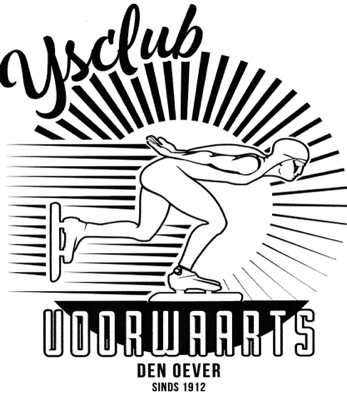 Ysclub
VOORWAARTS
DEN OEVER
SINDS 1912